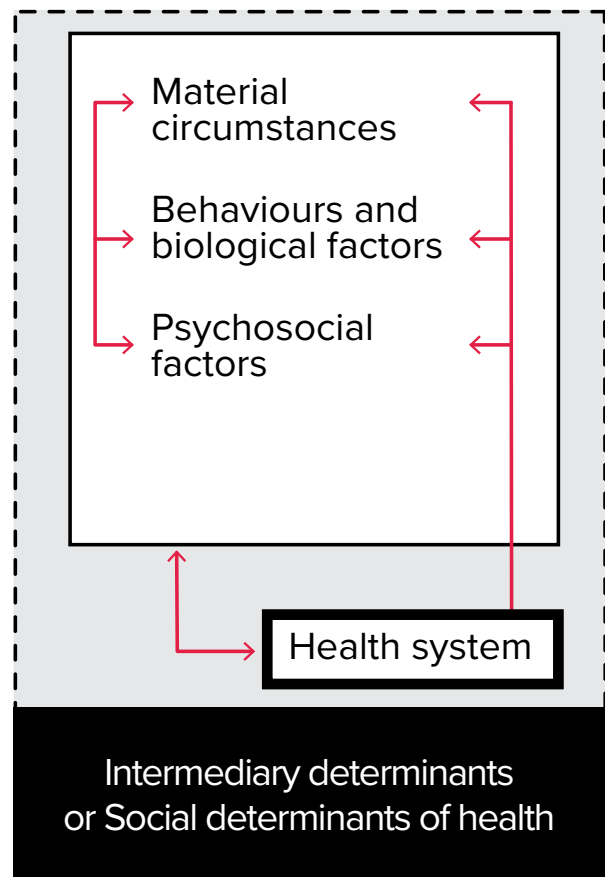 Material
circumstances
Behaviours and
biological factors
Psychosocial
factors
Health system
Intermediary determinants
or Social determinants of health